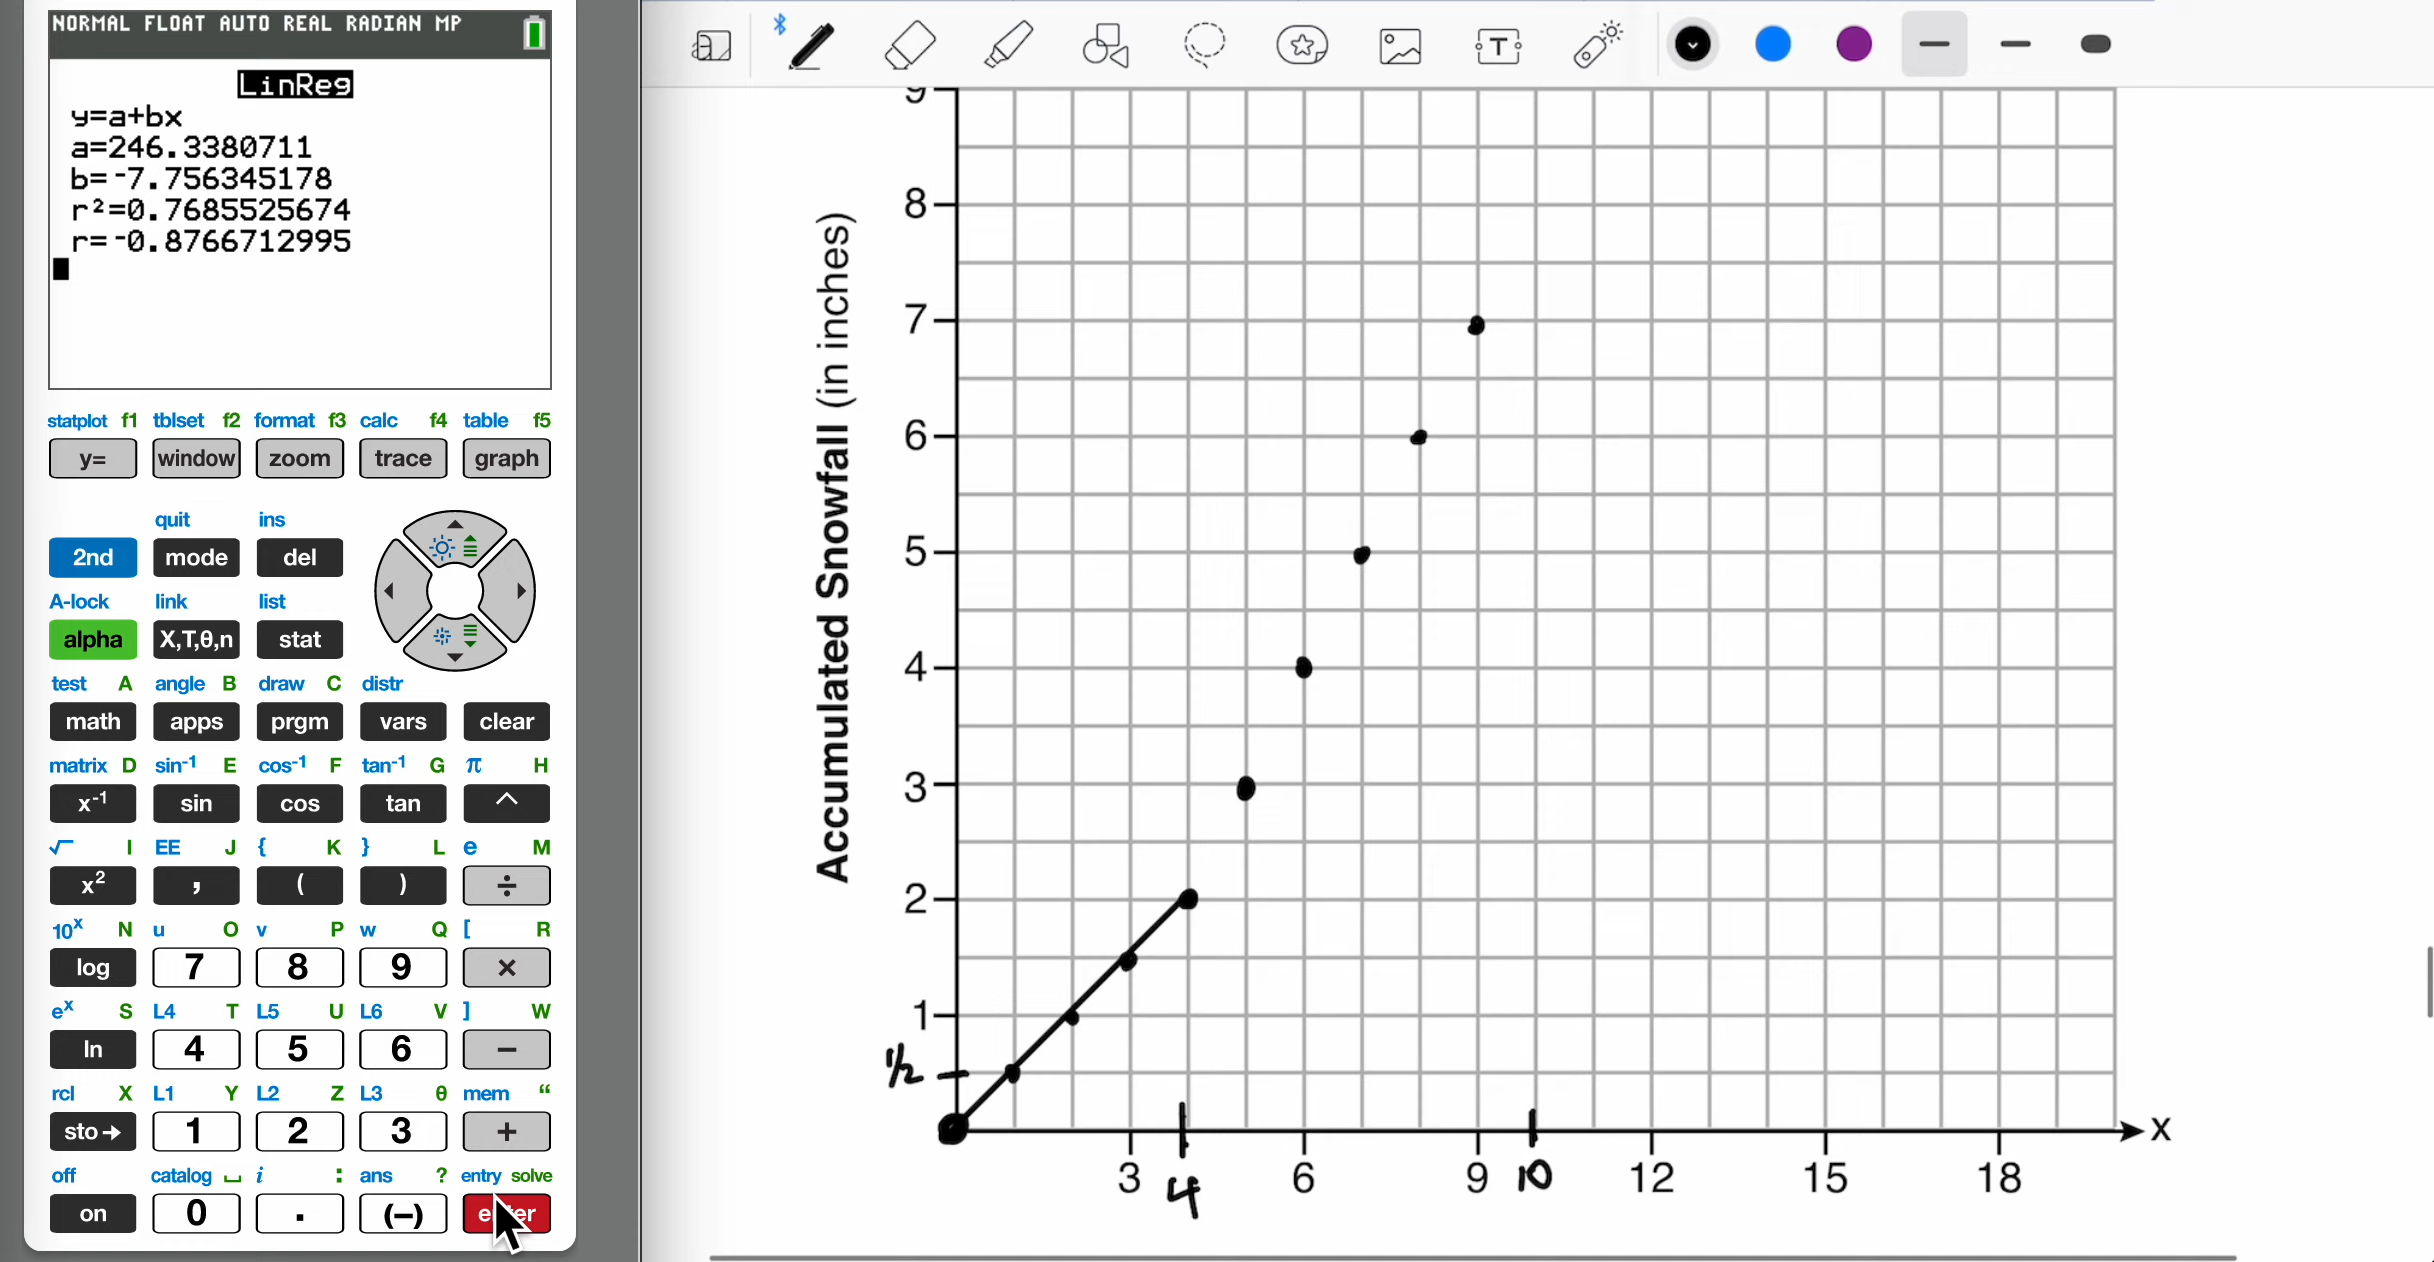 NORMAL FLOAT AUTO REAL RADIAN MP
LinReg
y=a+bx
a=246.3380711
b=-7.756345178
r²=0.7685525674
r=-0.8766712995
statplot f1 tblset f2 format f3 calc f4 table f5
y= window zoom trace graph
quit ins
2nd mode del
A-lock link list
alpha X,T,θ,n stat
test A angle B draw C distr
math apps prgm vars clear
matrix D sin⁻¹ E cos⁻¹ F tan⁻¹ G π H
x⁻¹ sin cos tan ^
√ I EE J { K } L e M
x² , ( ) ÷
10ˣ N u O v P w Q [ R
log 7 8 9 ×
eˣ S L4 T L5 U L6 V ] W
ln 4 5 6 −
rcl X L1 Y L2 Z L3 θ mem “
sto→ 1 2 3 +
off catalog ⎵ i : ans ? entry solve
on 0 . (−) enter
a
T
9
8
7
6
5
4
3
2
1
1/2
Accumulated Snowfall (in inches)
x
3 4 6 9 10 12 15 18